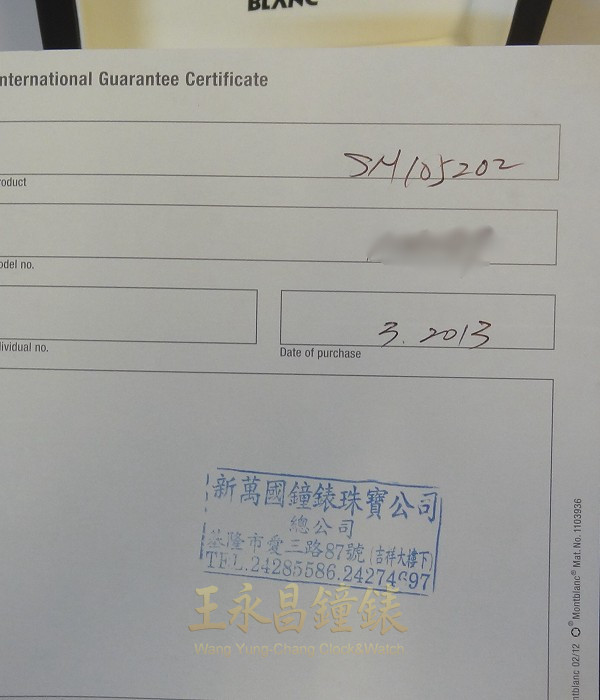 BLANC
nternational Guarantee Certificate
SM105202
roduct
odel no.
3. 2013
dividual no.
Date of purchase
新萬國鐘錶珠寶公司
總公司
基隆市愛三路87號(吉祥大樓下)
TEL.24285586.24274697
王永昌鐘錶
Wang Yung-Chang Clock&Watch
ntblanc 02/12 ® Montblanc® Mat. No. 1103936